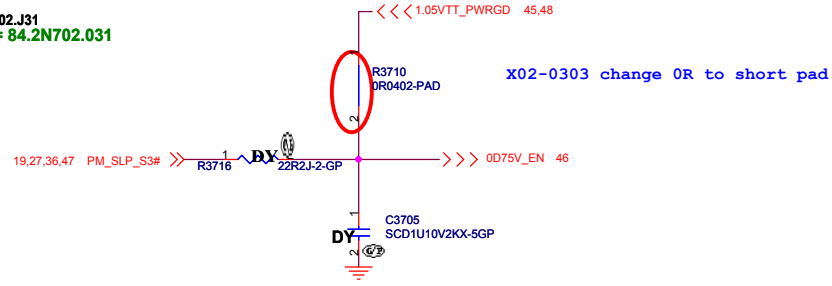 02.J31
= 84.2N702.031
1.05VTT_PWRGD 45,48
1
R3710
0R0402-PAD
X02-0303 change 0R to short pad
2
19,27,36,47 PM_SLP_S3#
1
DY
R3716
22R2J-2-GP
0D75V_EN 46
1
C3705
SCD1U10V2KX-5GP
DY
2